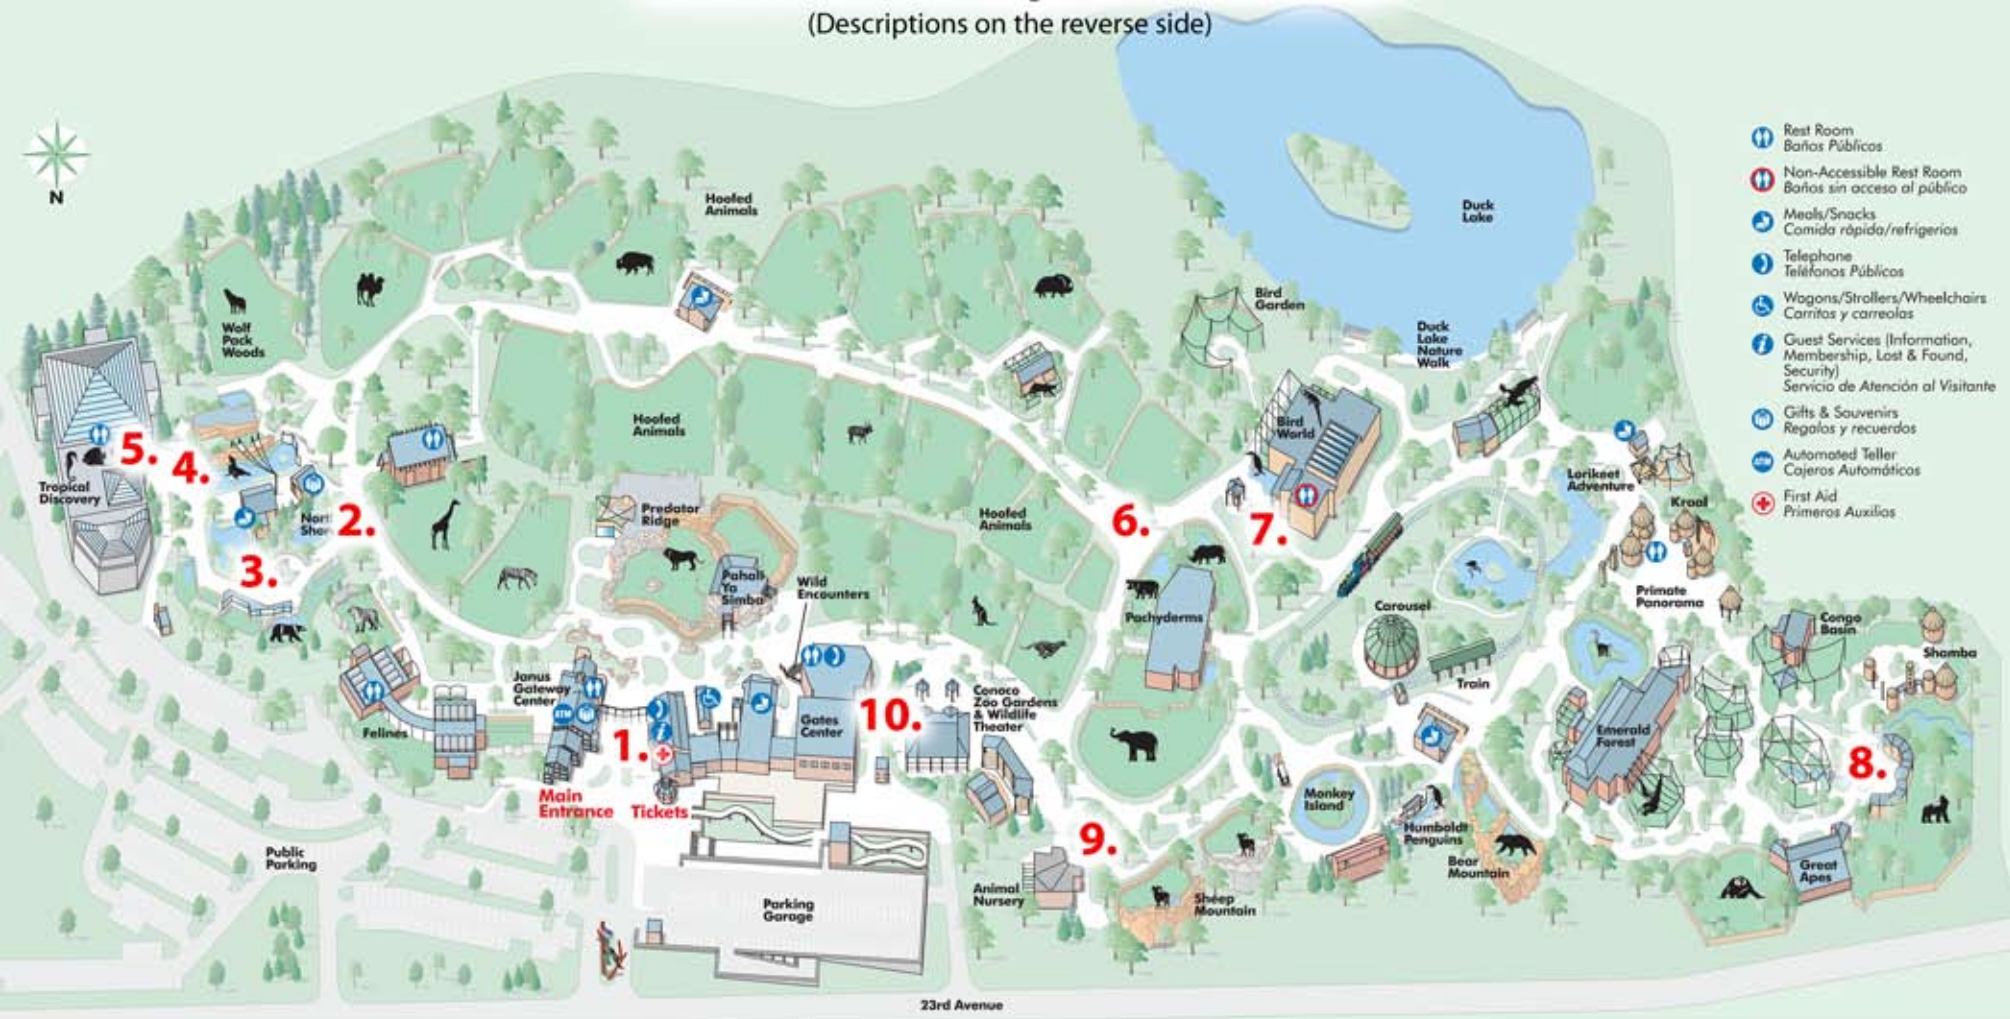 (Descriptions on the reverse side)
N
Rest Room
Baños Públicos
Non-Accessible Rest Room
Baños sin acceso al público
Meals/Snacks
Comida rápida/refrigerios
Telephone
Teléfonos Públicos
Wagons/Strollers/Wheelchairs
Carritos y carreolas
Guest Services (Information,
Membership, Lost & Found,
Security)
Servicio de Atención al Visitante
Gifts & Souvenirs
Regalos y recuerdos
ATM
Automated Teller
Cajeros Automáticos
First Aid
Primeros Auxilios
Hoofed
Animals
Duck
Lake
Wolf
Pack
Woods
Bird
Garden
Duck
Lake
Nature
Walk
Hoofed
Animals
Bird
World
5.
4.
Tropical
Discovery
Lorikeet
Adventure
Kraal
2.
3.
Predator
Ridge
Hoofed
Animals
6.
7.
Pahali
Ya
Simba
Wild
Encounters
Pachyderms
Carousel
Primate
Panorama
Congo
Basin
Shamba
Train
Janus
Gateway
Center
ATM
Felines
1.
Gates
Center
10.
Conoco
Zoo Gardens
& Wildlife
Theater
Emerald
Forest
8.
Main
Entrance
Tickets
Monkey
Island
Humboldt
Penguins
Bear
Mountain
9.
Public
Parking
Parking
Garage
Animal
Nursery
Sheep
Mountain
Great
Apes
23rd Avenue